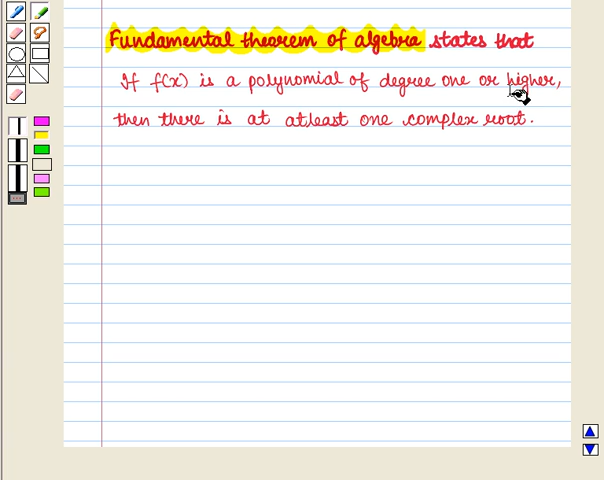 Fundamental theorem of algebra states that
If f(x) is a polynomial of degree one or higher,
then there is at atleast one complex root.